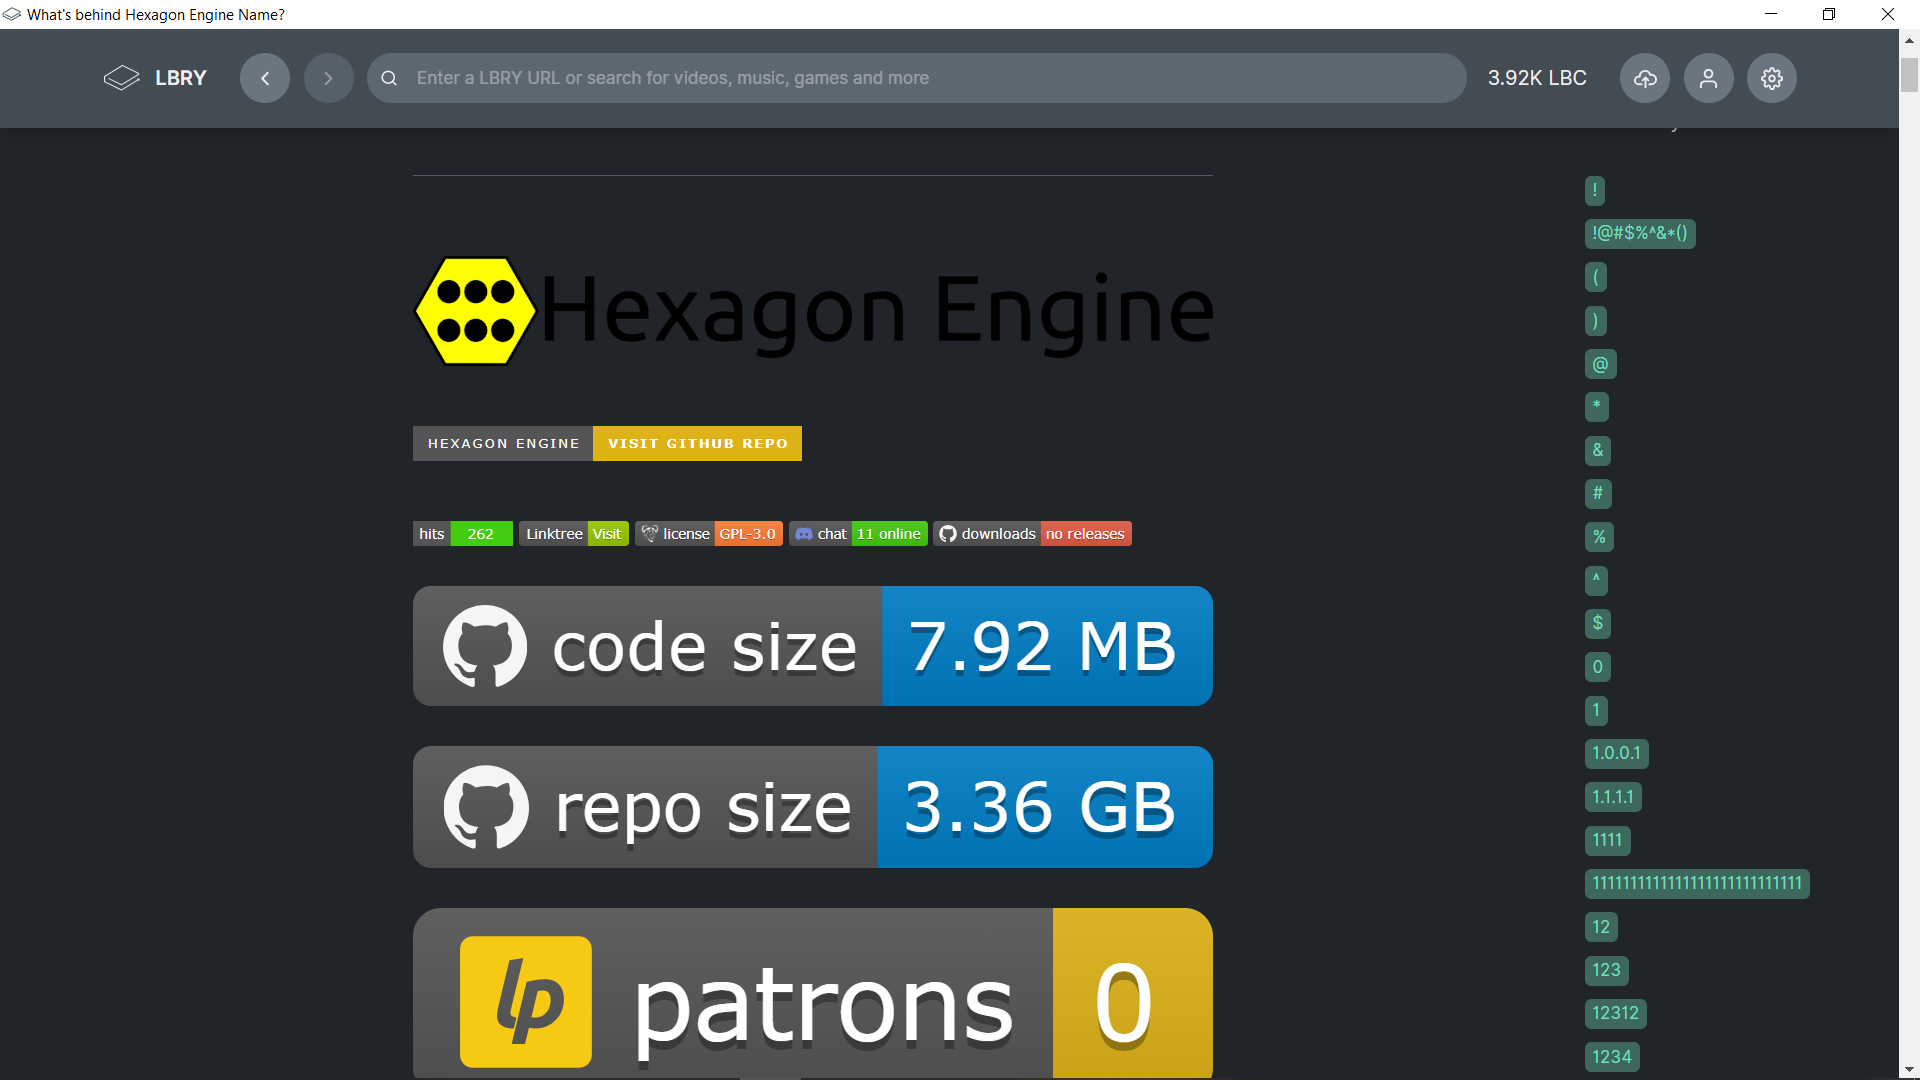 What's behind Hexagon Engine Name?
LBRY
Enter a LBRY URL or search for videos, music, games and more
3.92K LBC
Hexagon Engine
HEXAGON ENGINE VISIT GITHUB REPO
hits 262 Linktree Visit license GPL-3.0 chat 11 online downloads no releases
code size 7.92 MB
repo size 3.36 GB
lp patrons 0
!
!@#$%^&*()
(
)
@
*
&
#
%
^
$
0
1
1.0.0.1
1.1.1.1
1111
12
123
12312
1234